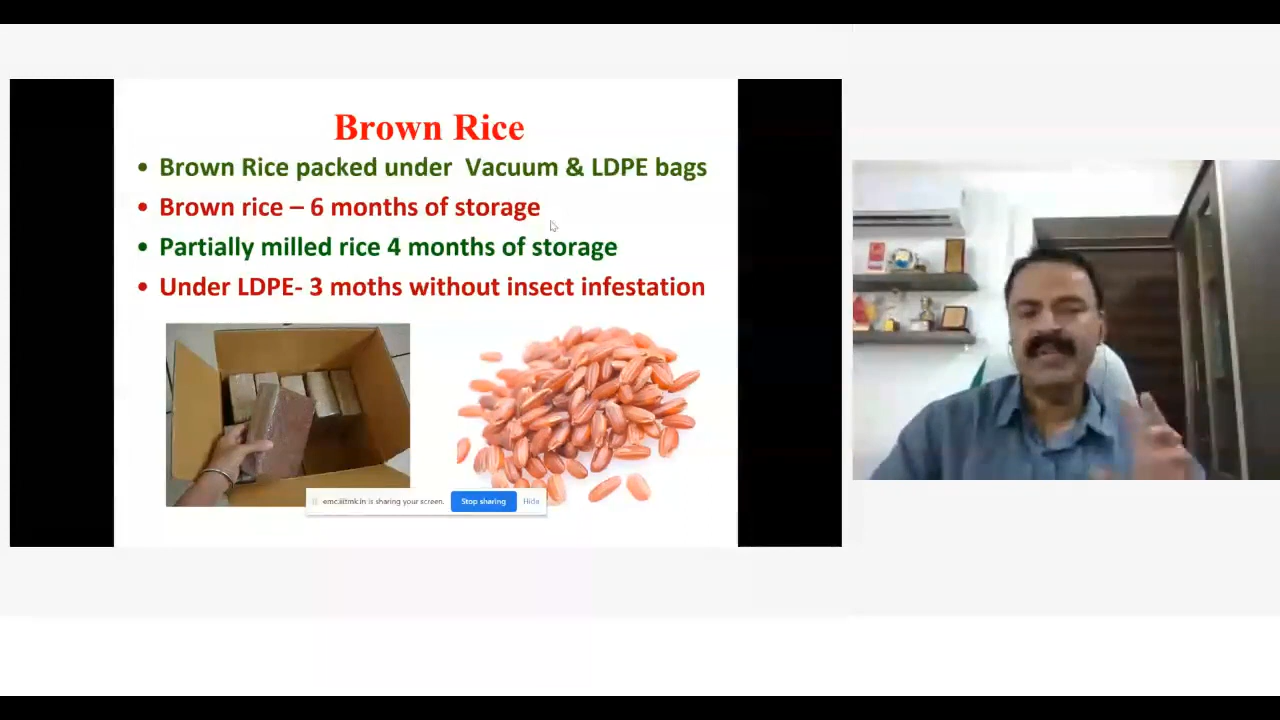 Brown Rice
• Brown Rice packed under Vacuum & LDPE bags
• Brown rice – 6 months of storage
• Partially milled rice 4 months of storage
• Under LDPE- 3 moths without insect infestation
is sharing your screen. Stop sharing Hide